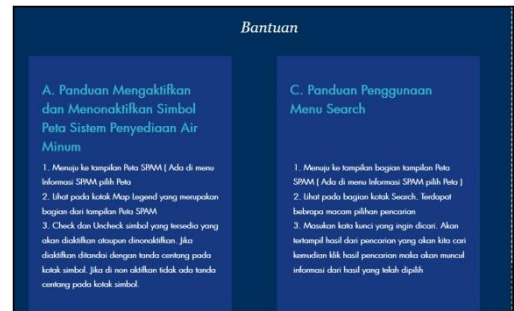 Bantuan
A. Panduan Mengaktifkan
dan Menonaktifkan Simbol
Peta Sistem Penyediaan Air
Minum
1. Menuju ke tampilan Peta SPAM ( Ada di menu
Informasi SPAM pilih Peta
2. Lihat pada kotak Map Legend yang merupakan
bagian dari tampilan Peta SPAM
3. Check dan Uncheck simbol yang tersedia yang
akan diaktifkan ataupun dinonaktifkan. Jika
diaktifkan ditandai dengan tanda centang pada
kotak simbol. Jika di non aktifkan tidak ada tanda
centang pada kotak simbol.
C. Panduan Penggunaan
Menu Search
1. Menuju ke tampilan bagian tampilan Peta
SPAM ( Ada di menu Informasi SPAM pilih Peta )
2. Lihat pada bagian kotak Search. Terdapat
bebrapa macam pilihan pencarian
3. Masukan kata kunci yang ingin dicari. Akan
tertampil hasil dari pencarian yang akan kita cari
kemudian klik hasil pencarian maka akan muncul
informasi dari hasil yang telah dipilih